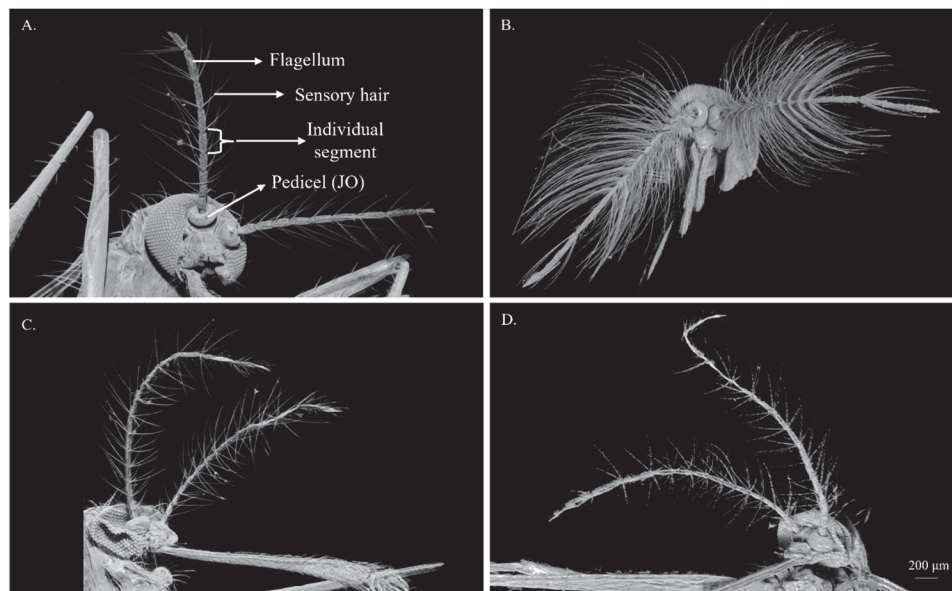 A.
Flagellum
Sensory hair
Individual
segment
Pedicel (JO)
B.
C.
D.
200 μm